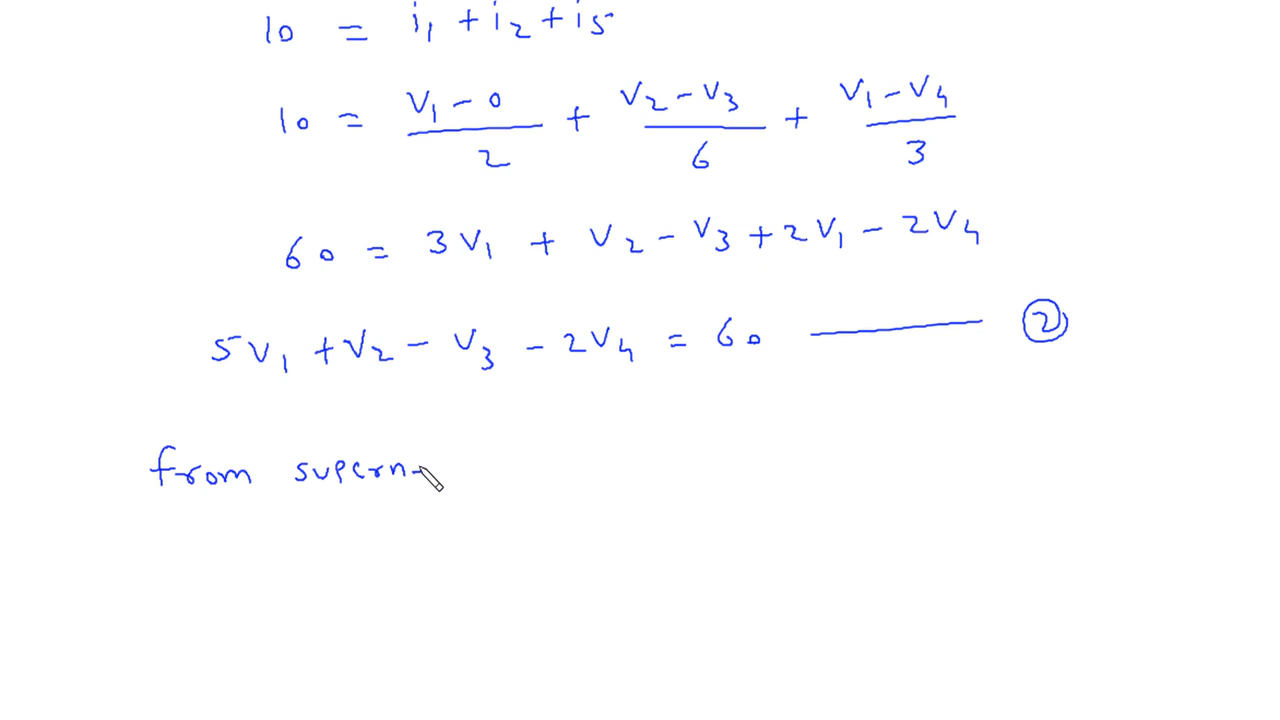 10 = i₁ + i₂ + i₅
10 = (V₁ - 0)/2 + (V₂ - V₃)/6 + (V₁ - V₄)/3
60 = 3V₁ + V₂ - V₃ + 2V₁ - 2V₄
5V₁ + V₂ - V₃ - 2V₄ = 60 ——— ②
from supern